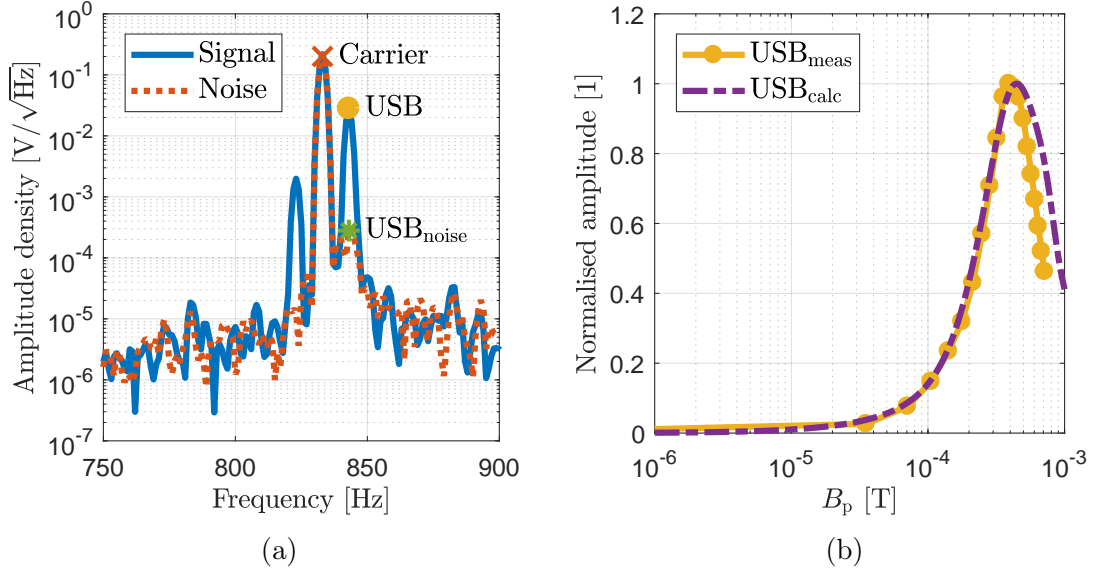 10^0
10^-1
10^-2
10^-3
10^-4
10^-5
10^-6
10^-7
Amplitude density [V/√Hz]
Signal
Noise
Carrier
USB
USB_noise
750
800
850
900
Frequency [Hz]
(a)
1.2
1
0.8
0.6
0.4
0.2
0
Normalised amplitude [1]
USB_meas
USB_calc
10^-6
10^-5
10^-4
10^-3
B_p [T]
(b)